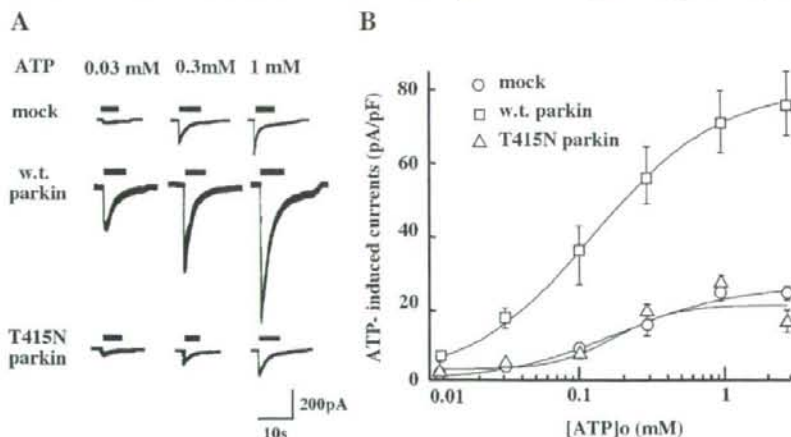 A
ATP 0.03 mM 0.3mM 1 mM
mock
w.t.
parkin
T415N
parkin
200pA
10s
B
ATP- induced currents (pA/pF)
80
60
40
20
0
mock
w.t. parkin
T415N parkin
0.01 0.1 1
[ATP]o (mM)